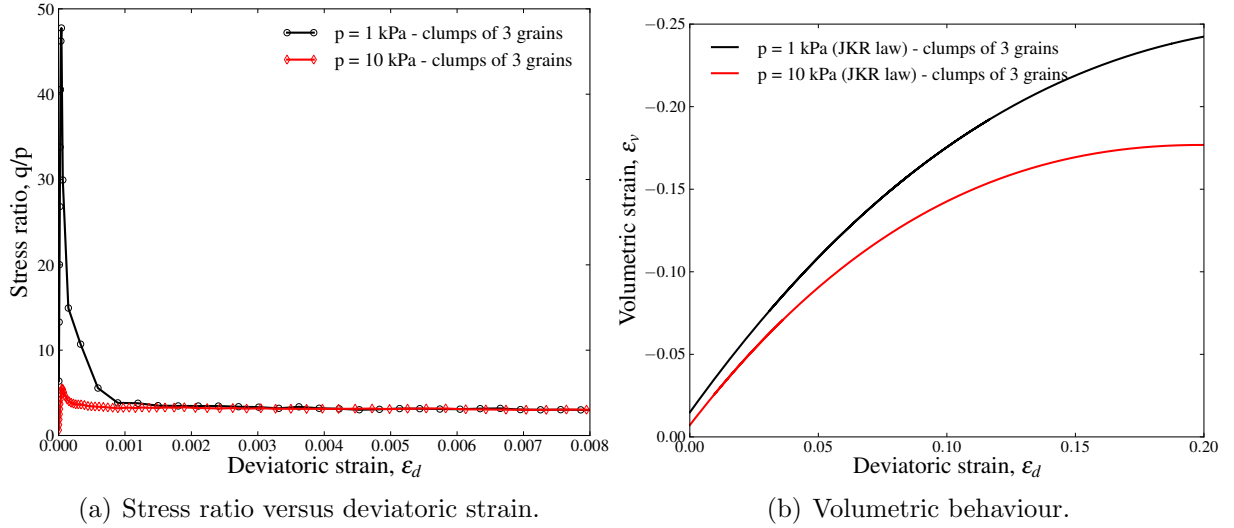 50
40
30
20
10
0
Stress ratio, q/p
p = 1 kPa - clumps of 3 grains
p = 10 kPa - clumps of 3 grains
0.000 0.001 0.002 0.003 0.004 0.005 0.006 0.007 0.008
Deviatoric strain, ε_d
(a) Stress ratio versus deviatoric strain.
−0.25
−0.20
−0.15
−0.10
−0.05
0.00
Volumetric strain, ε_v
p = 1 kPa (JKR law) - clumps of 3 grains
p = 10 kPa (JKR law) - clumps of 3 grains
0.00 0.05 0.10 0.15 0.20
Deviatoric strain, ε_d
(b) Volumetric behaviour.